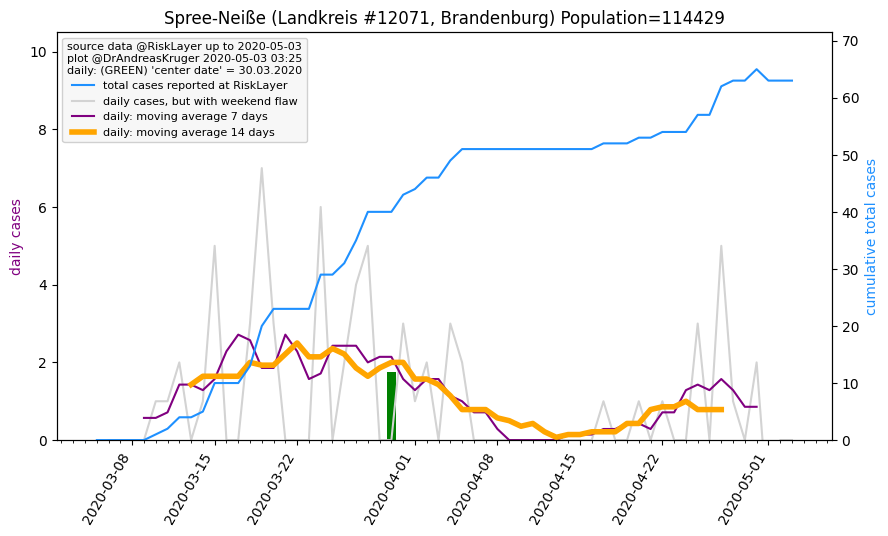 Spree-Neiße (Landkreis #12071, Brandenburg) Population=114429
source data @RiskLayer up to 2020-05-03
plot @DrAndreasKruger 2020-05-03 03:25
daily: (GREEN) 'center date' = 30.03.2020
total cases reported at RiskLayer
daily cases, but with weekend flaw
daily: moving average 7 days
daily: moving average 14 days
daily cases
10
8
6
4
2
0
cumulative total cases
70
60
50
40
30
20
10
0
2020-03-08
2020-03-15
2020-03-22
2020-04-01
2020-04-08
2020-04-15
2020-04-22
2020-05-01